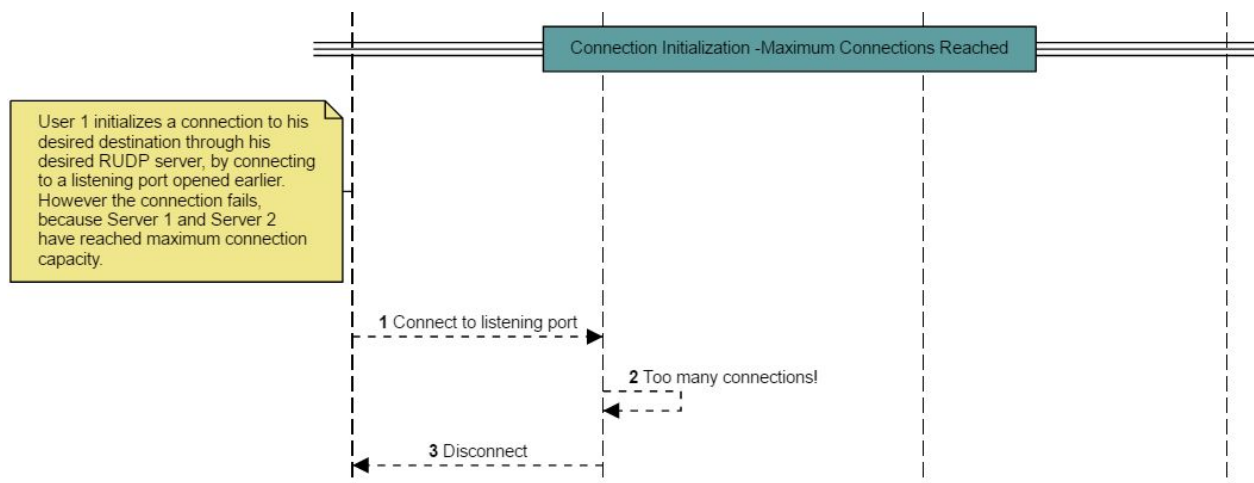 Connection Initialization -Maximum Connections Reached
User 1 initializes a connection to his
desired destination through his
desired RUDP server, by connecting
to a listening port opened earlier.
However the connection fails,
because Server 1 and Server 2
have reached maximum connection
capacity.
1 Connect to listening port
2 Too many connections!
3 Disconnect